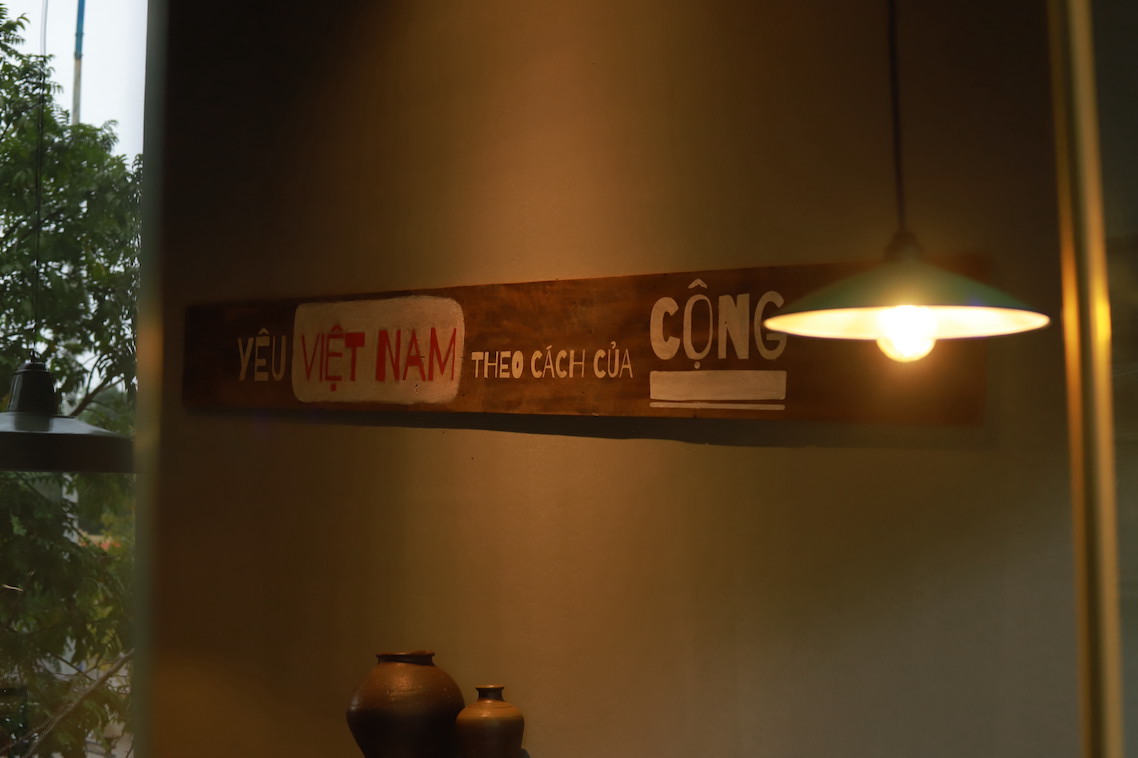 YÊU VIỆT NAM THEO CÁCH CỦA CỘNG